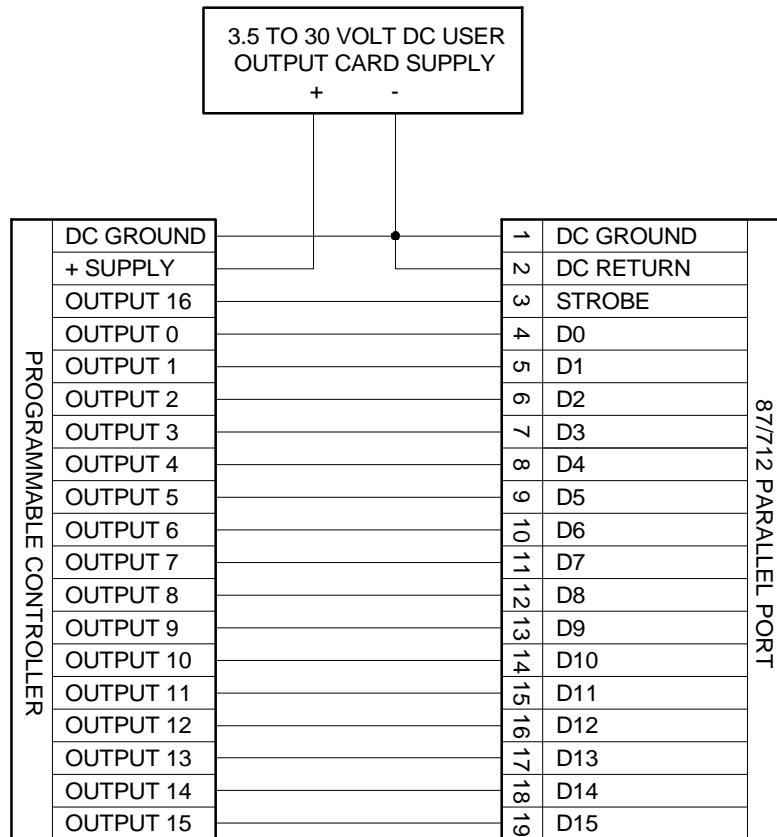 3.5 TO 30 VOLT DC USER
OUTPUT CARD SUPPLY
+ -
PROGRAMMABLE CONTROLLER
DC GROUND 1 DC GROUND
+ SUPPLY 2 DC RETURN
OUTPUT 16 3 STROBE
OUTPUT 0 4 D0
OUTPUT 1 5 D1
OUTPUT 2 6 D2
OUTPUT 3 7 D3
OUTPUT 4 8 D4
OUTPUT 5 9 D5
OUTPUT 6 10 D6
OUTPUT 7 11 D7
OUTPUT 8 12 D8
OUTPUT 9 13 D9
OUTPUT 10 14 D10
OUTPUT 11 15 D11
OUTPUT 12 16 D12
OUTPUT 13 17 D13
OUTPUT 14 18 D14
OUTPUT 15 19 D15
87/712 PARALLEL PORT